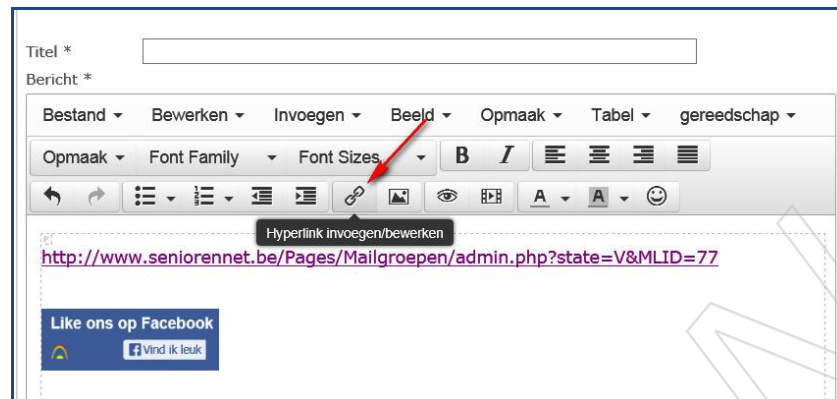 Titel *
Bericht *
Bestand Bewerken Invoegen Beeld Opmaak Tabel gereedschap
Opmaak Font Family Font Sizes B I
A A
Hyperlink invoegen/bewerken
http://www.seniorennet.be/Pages/Mailgroepen/admin.php?state=V&MLID=77
Like ons op Facebook
Vind ik leuk